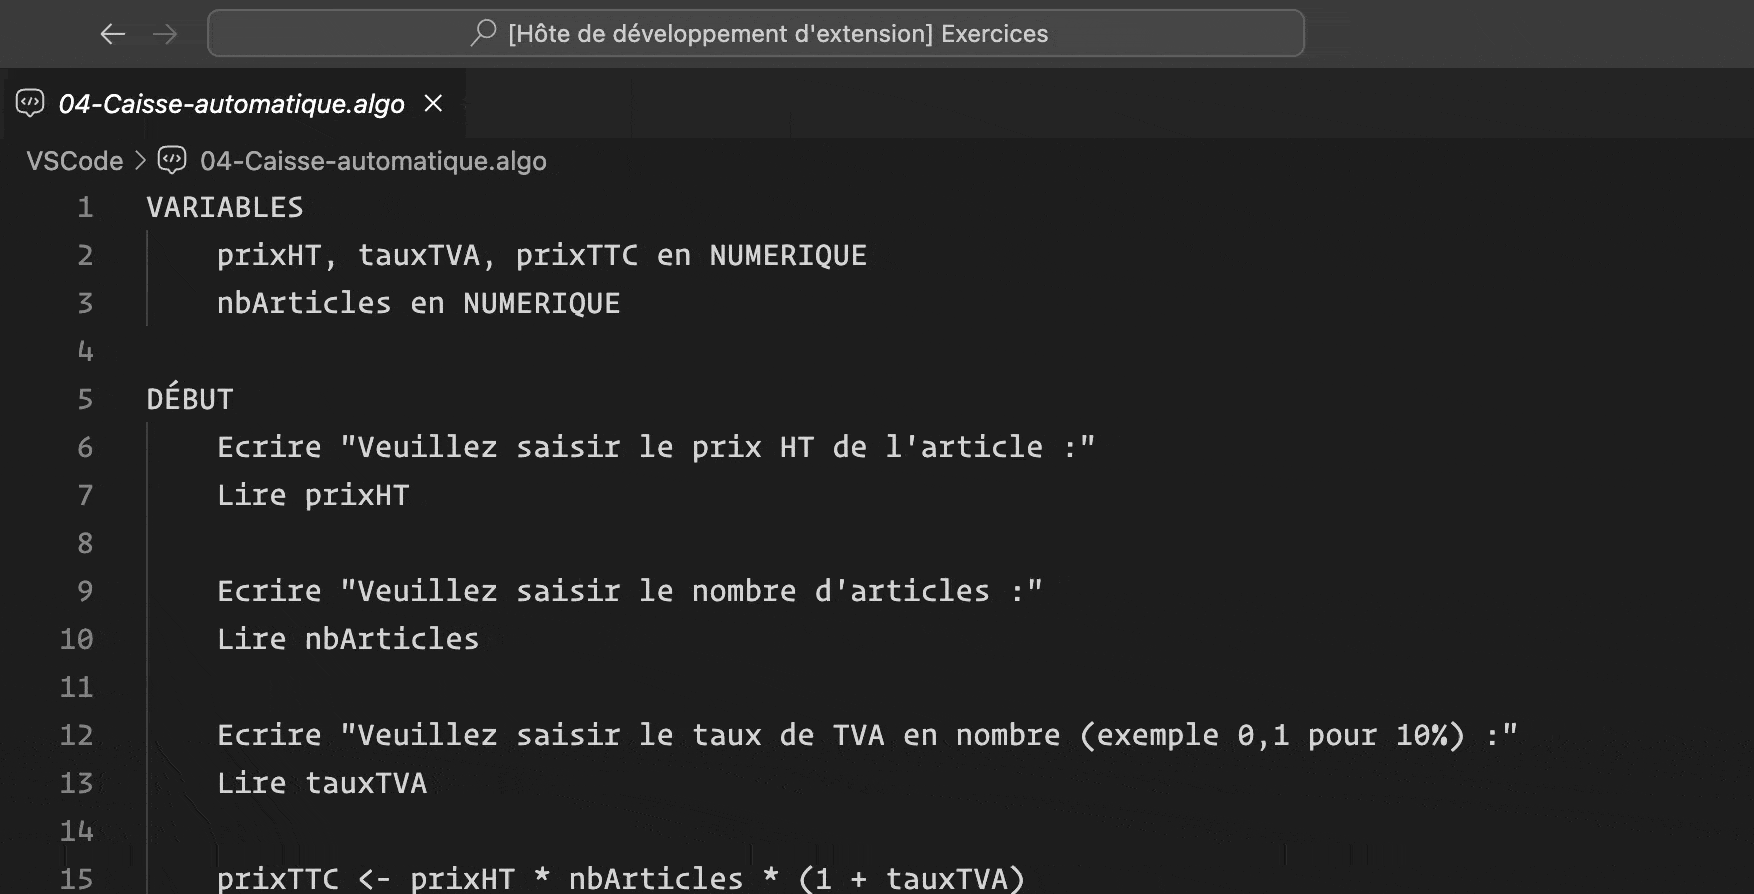 [Hôte de développement d'extension] Exercices
04-Caisse-automatique.algo
VSCode > 04-Caisse-automatique.algo
1 VARIABLES
2 prixHT, tauxTVA, prixTTC en NUMERIQUE
3 nbArticles en NUMERIQUE
4
5 DÉBUT
6 Ecrire "Veuillez saisir le prix HT de l'article :"
7 Lire prixHT
8
9 Ecrire "Veuillez saisir le nombre d'articles :"
10 Lire nbArticles
11
12 Ecrire "Veuillez saisir le taux de TVA en nombre (exemple 0,1 pour 10%) :"
13 Lire tauxTVA
14
15 prixTTC <- prixHT * nbArticles * (1 + tauxTVA)